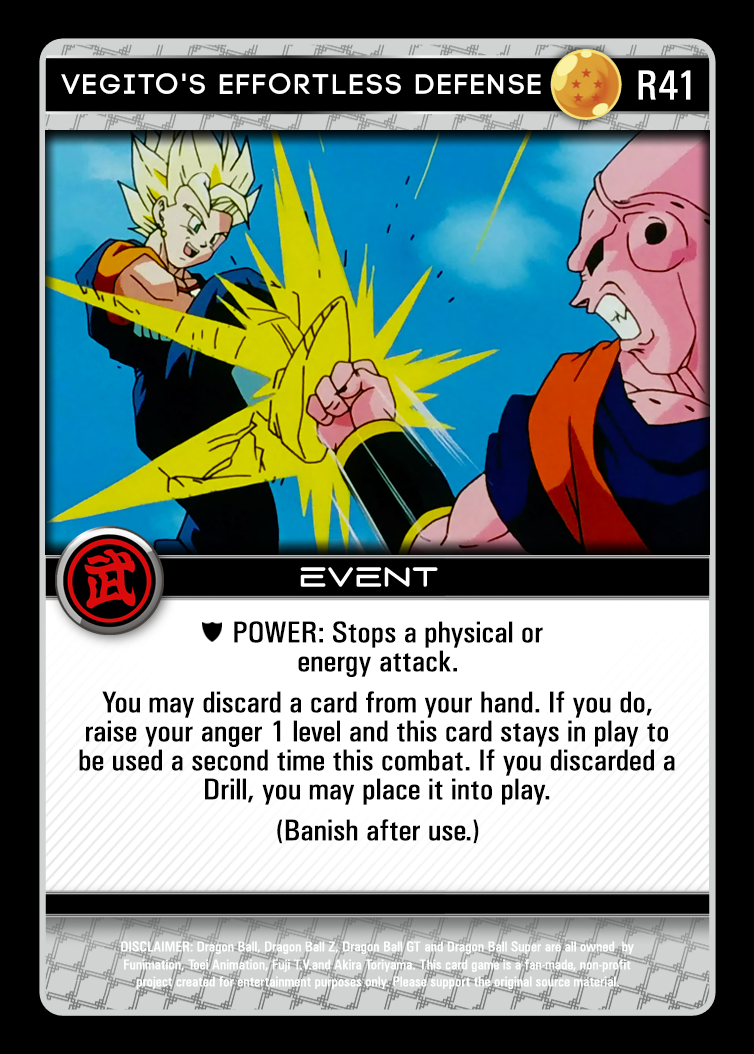 VEGITO'S EFFORTLESS DEFENSE R41
武
EVENT
POWER: Stops a physical or
energy attack.
You may discard a card from your hand. If you do,
raise your anger 1 level and this card stays in play to
be used a second time this combat. If you discarded a
Drill, you may place it into play.
(Banish after use.)
DISCLAIMER: Dragon Ball, Dragon Ball Z, Dragon Ball GT and Dragon Ball Super are all owned by
Funimation, Toei Animation, Fuji T.V.and Akira Toriyama. This card game is a fan-made, non-profit
project created for entertainment purposes only. Please support the original source material.